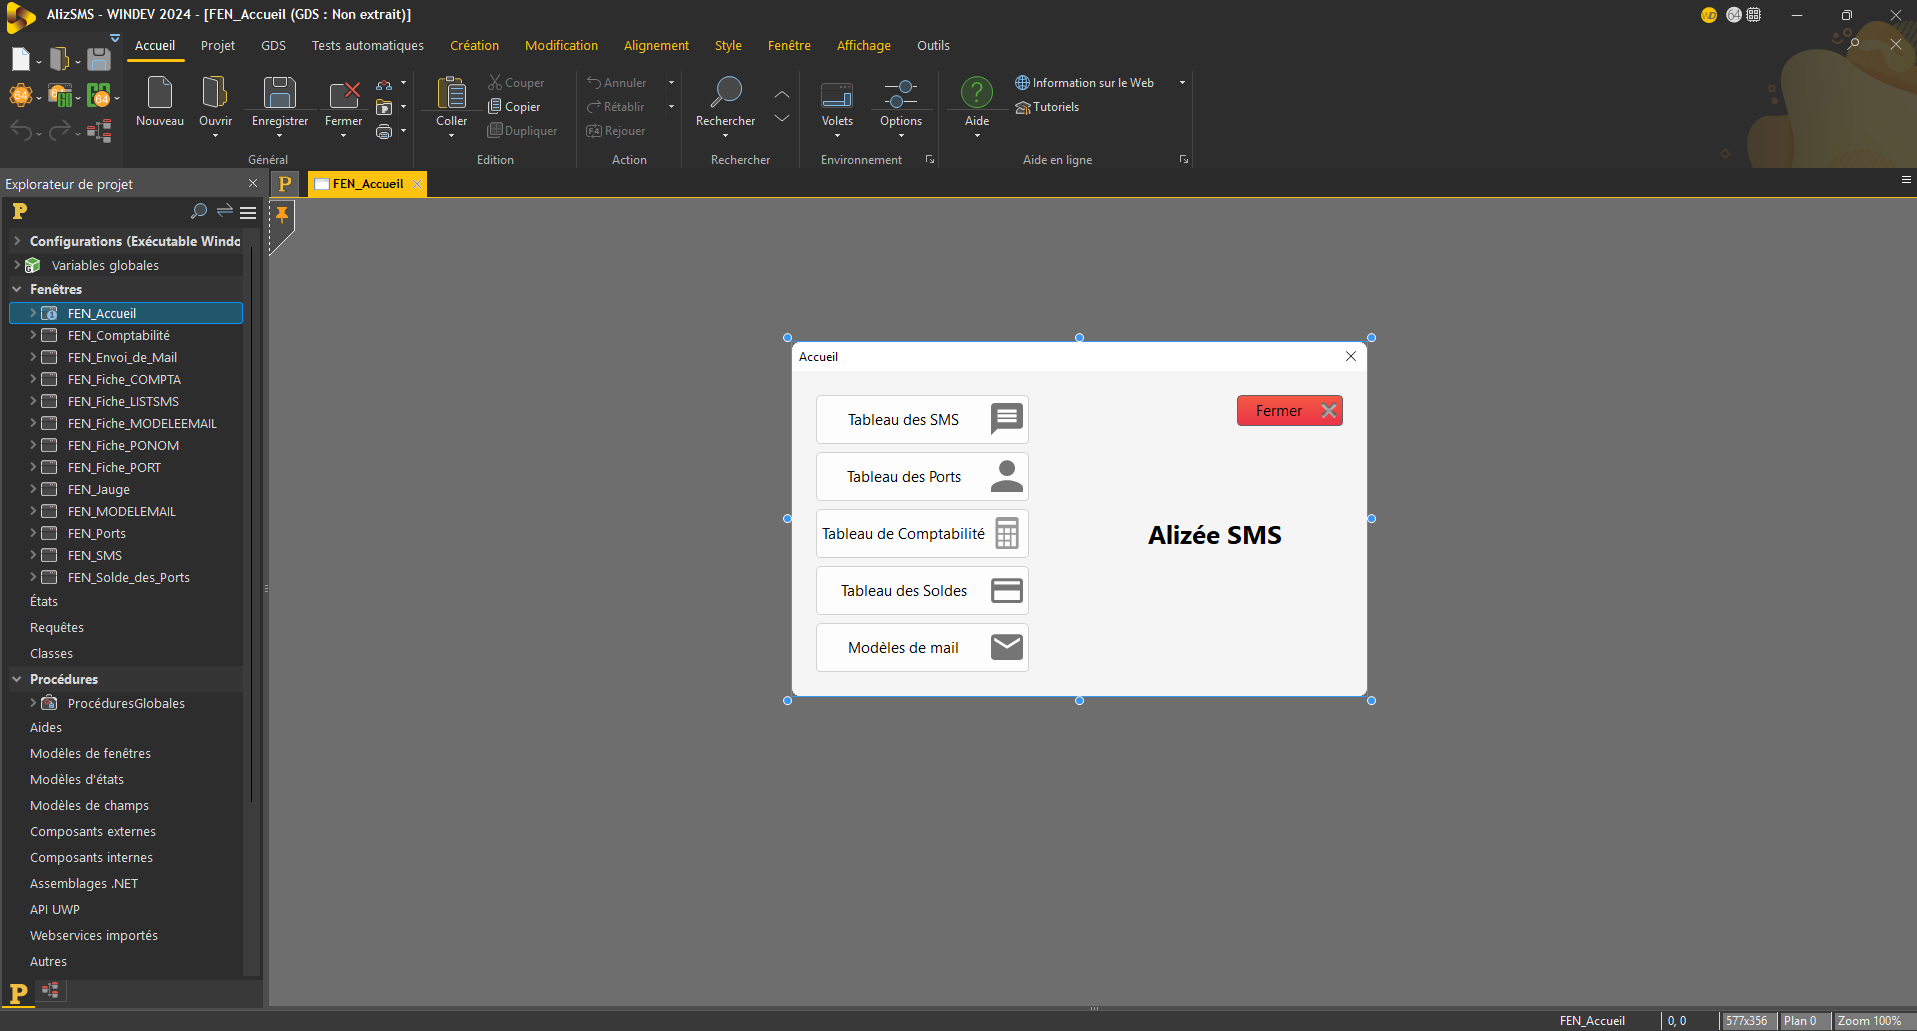 AlizSMS - WINDEV 2024 - [FEN_Accueil (GDS : Non extrait)]
WD
64
Accueil Projet GDS Tests automatiques Création Modification Alignement Style Fenêtre Affichage Outils
64 GO 64
Nouveau Ouvrir Enregistrer Fermer
Général
Coller
Couper
Copier
Dupliquer
Edition
Annuler
Rétablir
F4 Rejouer
Action
Rechercher
Rechercher
Volets Options
Environnement
Aide
Information sur le Web
Tutoriels
Aide en ligne
Explorateur de projet
P FEN_Accueil
P
Configurations (Exécutable Windo
Variables globales
Fenêtres
FEN_Accueil
FEN_Comptabilité
FEN_Envoi_de_Mail
FEN_Fiche_COMPTA
FEN_Fiche_LISTSMS
FEN_Fiche_MODELEEMAIL
FEN_Fiche_PONOM
FEN_Fiche_PORT
FEN_Jauge
FEN_MODELEMAIL
FEN_Ports
FEN_SMS
FEN_Solde_des_Ports
États
Requêtes
Classes
Procédures
ProcéduresGlobales
Aides
Modèles de fenêtres
Modèles d'états
Modèles de champs
Composants externes
Composants internes
Assemblages .NET
API UWP
Webservices importés
Autres
P
Accueil
Tableau des SMS
Tableau des Ports
Tableau de Comptabilité
Tableau des Soldes
Modèles de mail
Fermer
Alizée SMS
FEN_Accueil 0, 0 577x356 Plan 0 Zoom 100%